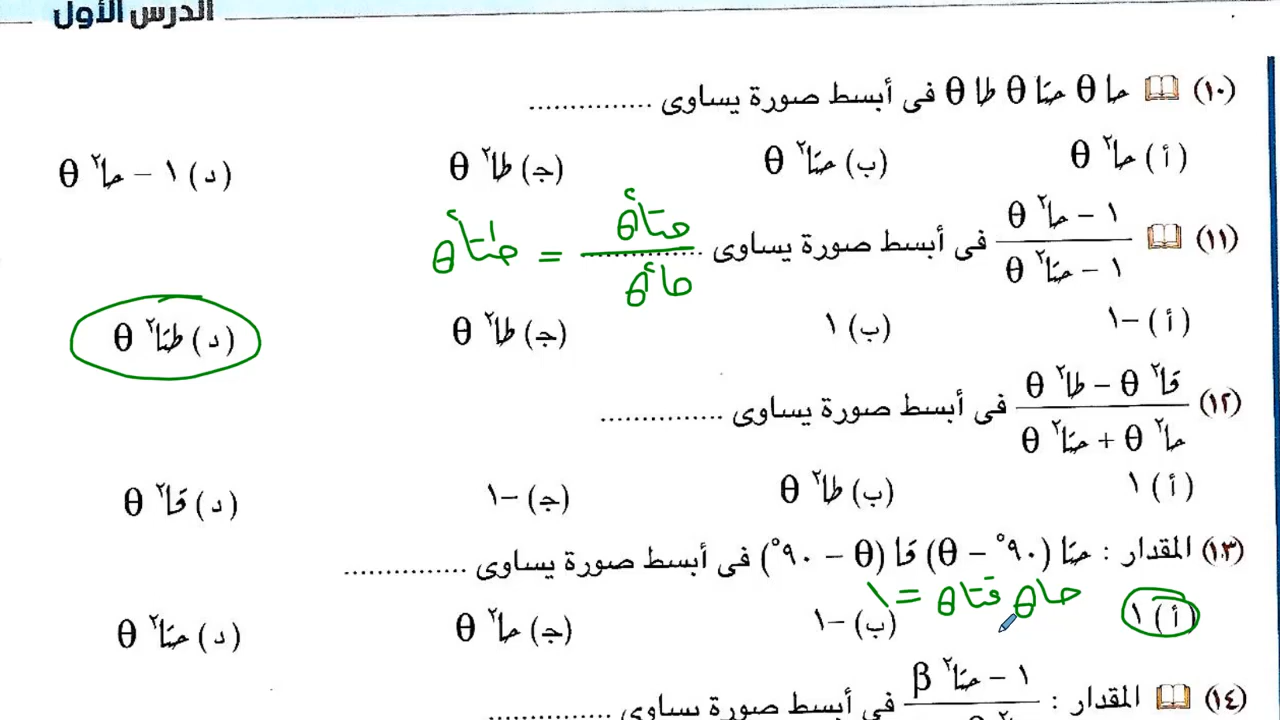 الدرس الأول
(١٠) حا θ حتا θ طا θ فى أبسط صورة يساوى ...............
(أ) حا٢ θ (ب) حتا٢ θ (جـ) طا٢ θ (د) ١ − حا٢ θ
(١١) (١ − حا٢ θ) / (١ − حتا٢ θ) فى أبسط صورة يساوى ............... حتا٢θ / حا٢θ = طتا٢θ
(أ) −١ (ب) ١ (جـ) طا٢ θ (د) طتا٢ θ
(١٢) (قا٢ θ − طا٢ θ) / (حا٢ θ + حتا٢ θ) فى أبسط صورة يساوى ...............
(أ) ١ (ب) طا٢ θ (جـ) −١ (د) قا٢ θ
(١٣) المقدار : حتا (٩٠° − θ) قا (θ − ٩٠°) فى أبسط صورة يساوى ...............
حاθ قتاθ = ١
(أ) ١ (ب) −١ (جـ) حا٢ θ (د) حتا٢ θ
(١٤) المقدار : ١ − حتا٢ β فى أبسط صورة يساوى ...............